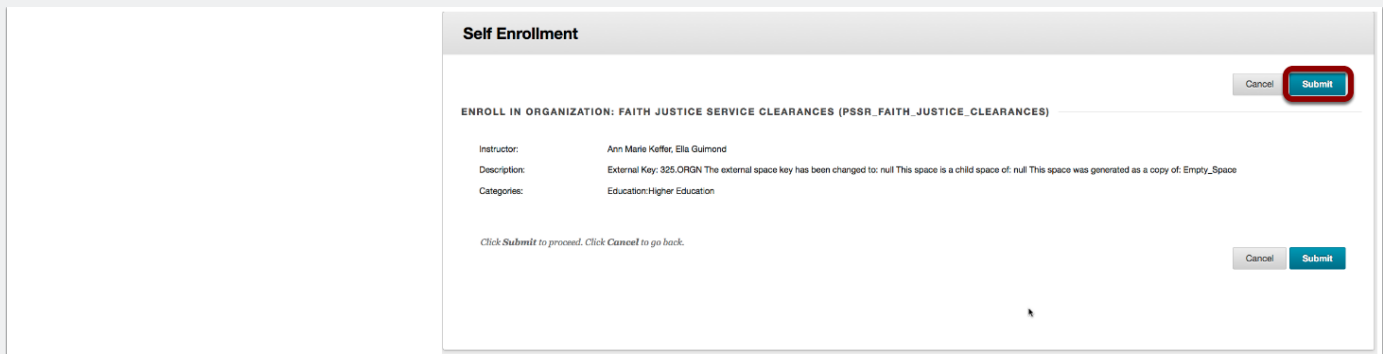 Self Enrollment
Cancel Submit
ENROLL IN ORGANIZATION: FAITH JUSTICE SERVICE CLEARANCES (PSSR_FAITH_JUSTICE_CLEARANCES)
Instructor: Ann Marie Keffer, Ella Guimond
Description: External Key: 325.ORGN The external space key has been changed to: null This space is a child space of: null This space was generated as a copy of: Empty_Space
Categories: Education:Higher Education
Click Submit to proceed. Click Cancel to go back.
Cancel Submit